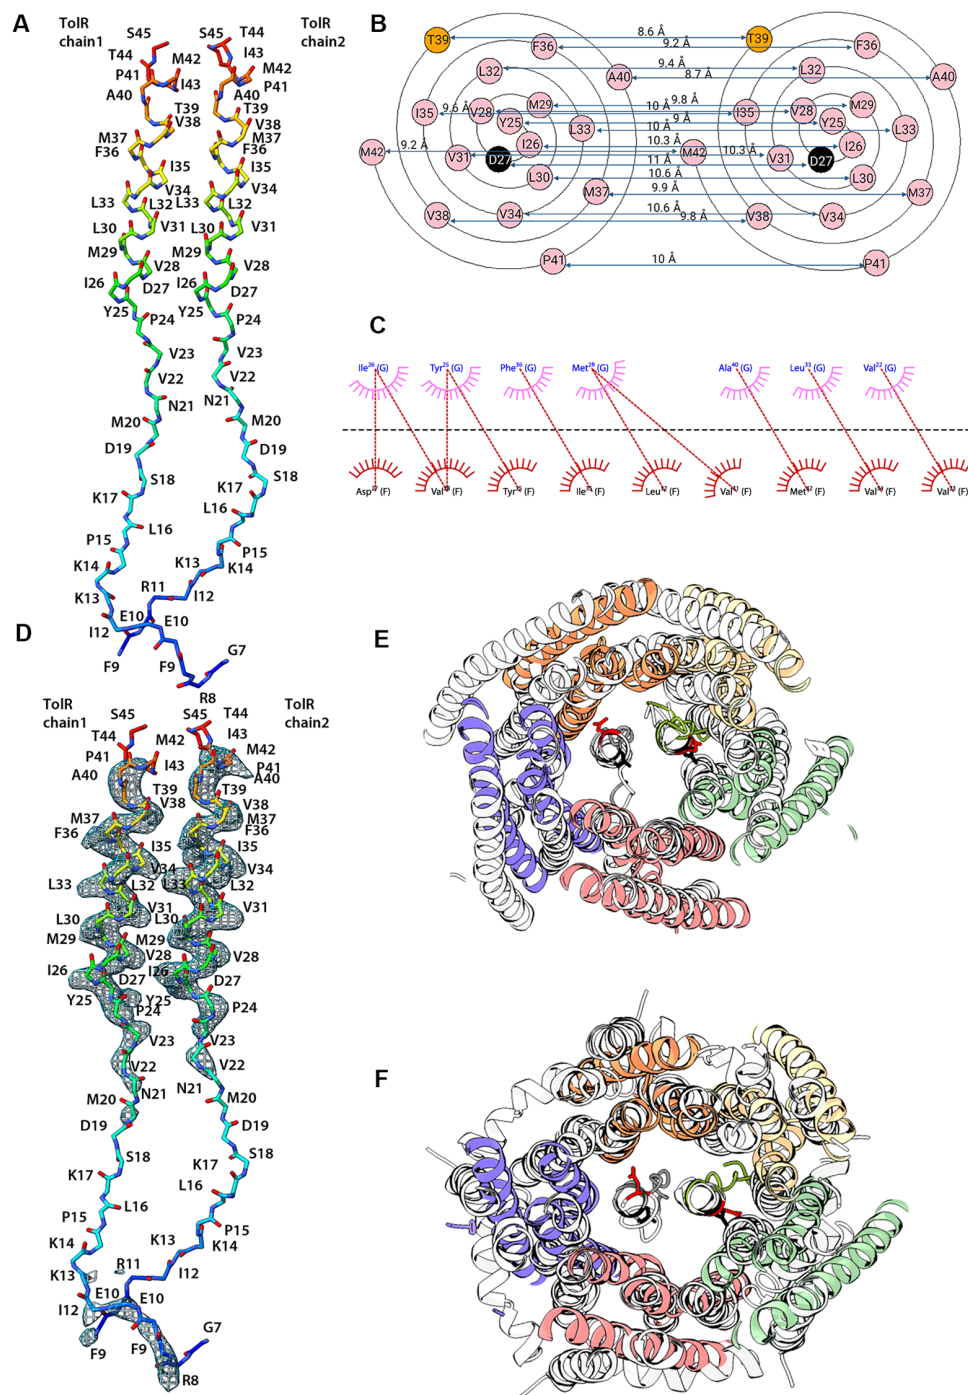 A
TolR
chain1
S45
S45
T44
TolR
chain2
T44
M42
I43
P41
I43
M42
P41
A40
A40
T39
T39
V38
V38
M37
M37
F36
F36
I35
I35
V34
V34
L33
L32
L33
L32
V31
V31
L30
L30
M29
M29
V28
V28
I26
D27
I26
D27
Y25
Y25
P24
P24
V23
V23
V22
V22
N21
N21
M20
M20
D19
D19
S18
S18
K17
K17
L16
L16
P15
P15
K14
K14
K13
K13
R11
I12
I12
E10
E10
F9
F9
G7
R8
B
T39
8.6 Å
T39
F36
9.2 Å
F36
L32
9.4 Å
L32
A40
8.7 Å
A40
M29
9.8 Å
M29
I35
9.6 Å
V28
10 Å
I35
V28
Y25
9 Å
Y25
L33
10 Å
L33
I26
10.3 Å
I26
M42
9.2 Å
V31
M42
10.3 Å
V31
D27
11 Å
D27
L30
10.6 Å
L30
M37
9.9 Å
M37
V38
V34
10.6 Å
9.8 Å
V38
V34
P41
10 Å
P41
C
Ile26 (G)
Tyr25 (G)
Phe36 (G)
Met29 (G)
Ala40 (G)
Leu33 (G)
Val22 (G)
(F)
(F)
(F)
(F)
(F)
(F)
(F)
(F)
(F)
D
TolR
chain1
S45
S45
T44
TolR
chain2
T44
M42
I43
P41
I43
M42
P41
A40
A40
T39
T39
V38
V38
M37
M37
F36
F36
I35
I35
V34
V34
L33
L32
L33
L32
V31
V31
L30
L30
M29
M29
V28
V28
I26
I26
D27
D27
Y25
Y25
P24
P24
V23
V23
V22
V22
N21
N21
M20
M20
D19
D19
S18
S18
K17
K17
L16
L16
P15
P15
K14
K13
K14
K13
R11
I12
E10
E10
I12
F9
F9
G7
R8
E
F